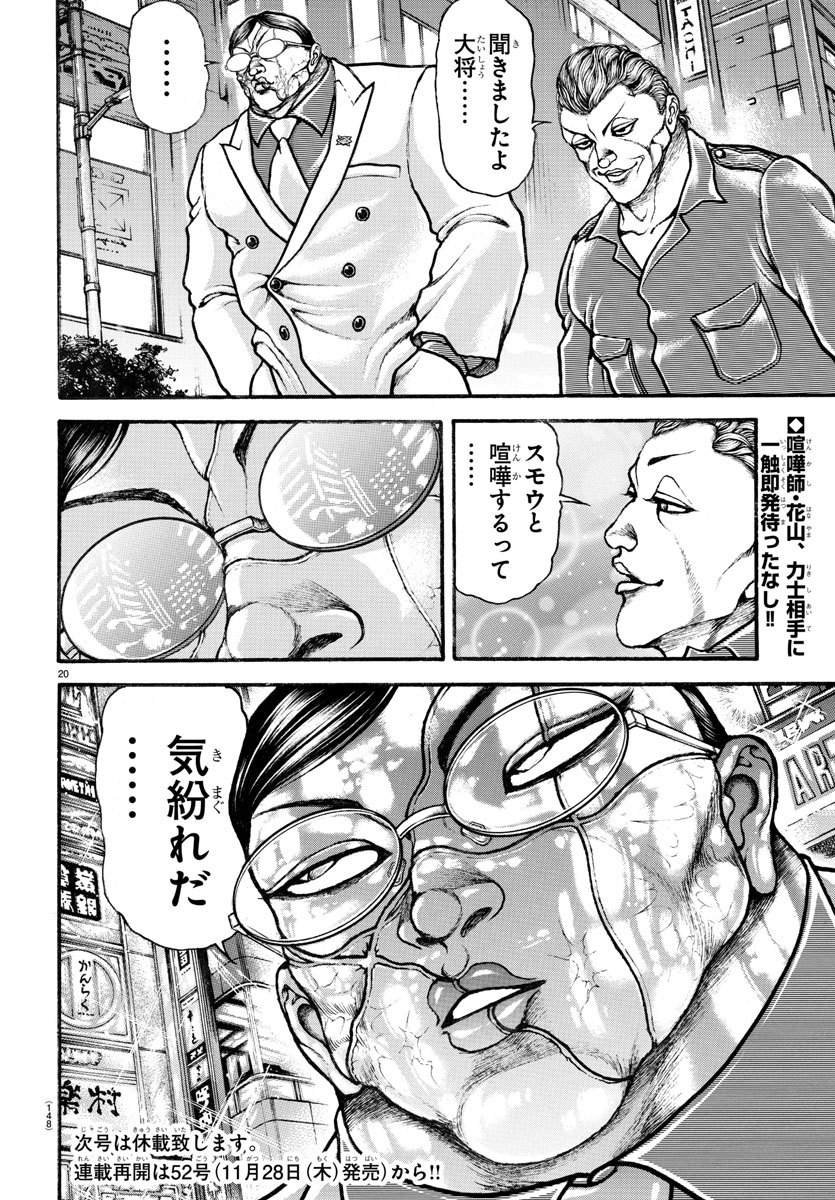 聞きましたよ
大将……
……
◆喧嘩師・花山、力士相手に
一触即発待ったなし!!
スモウと
喧嘩するって
……
20
気紛れだ
……
AR
かんらく
楽村
(148)
次号は休載致します。
連載再開は52号(11月28日(木)発売)から!!